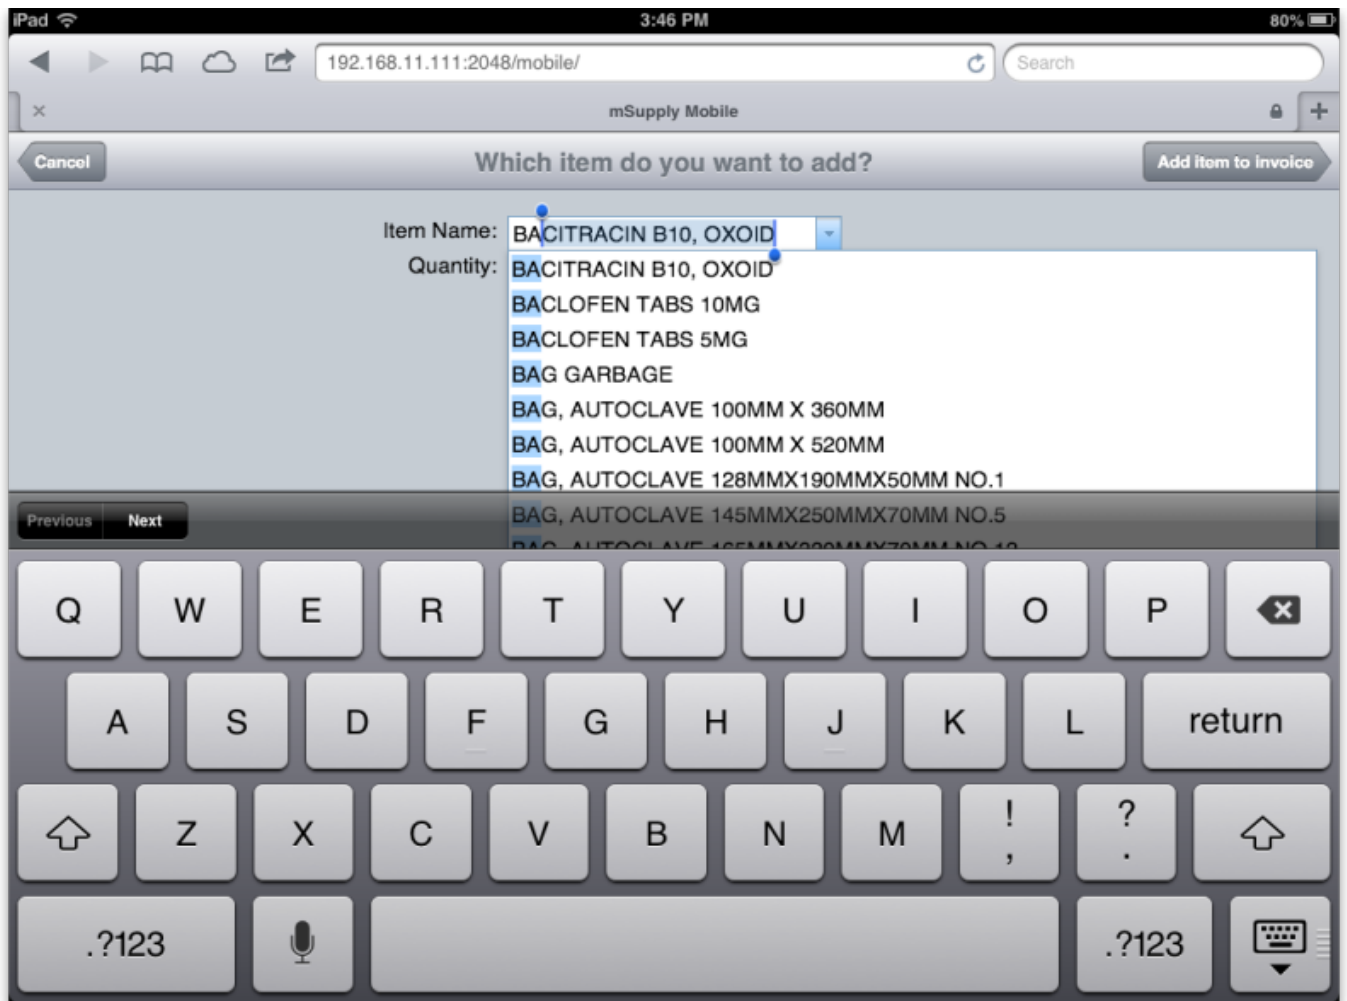 iPad 3:46 PM 80%
192.168.11.111:2048/mobile/ Search
mSupply Mobile
Cancel Which item do you want to add? Add item to invoice
Item Name: BACITRACIN B10, OXOID
Quantity: BACITRACIN B10, OXOID
BACLOFEN TABS 10MG
BACLOFEN TABS 5MG
BAG GARBAGE
BAG, AUTOCLAVE 100MM X 360MM
BAG, AUTOCLAVE 100MM X 520MM
BAG, AUTOCLAVE 128MMX190MMX50MM NO.1
Previous Next BAG, AUTOCLAVE 145MMX250MMX70MM NO.5
BAG, AUTOCLAVE
Q W E R T Y U I O P
A S D F G H J K L return
Z X C V B N M ! , ? .
.?123 .?123